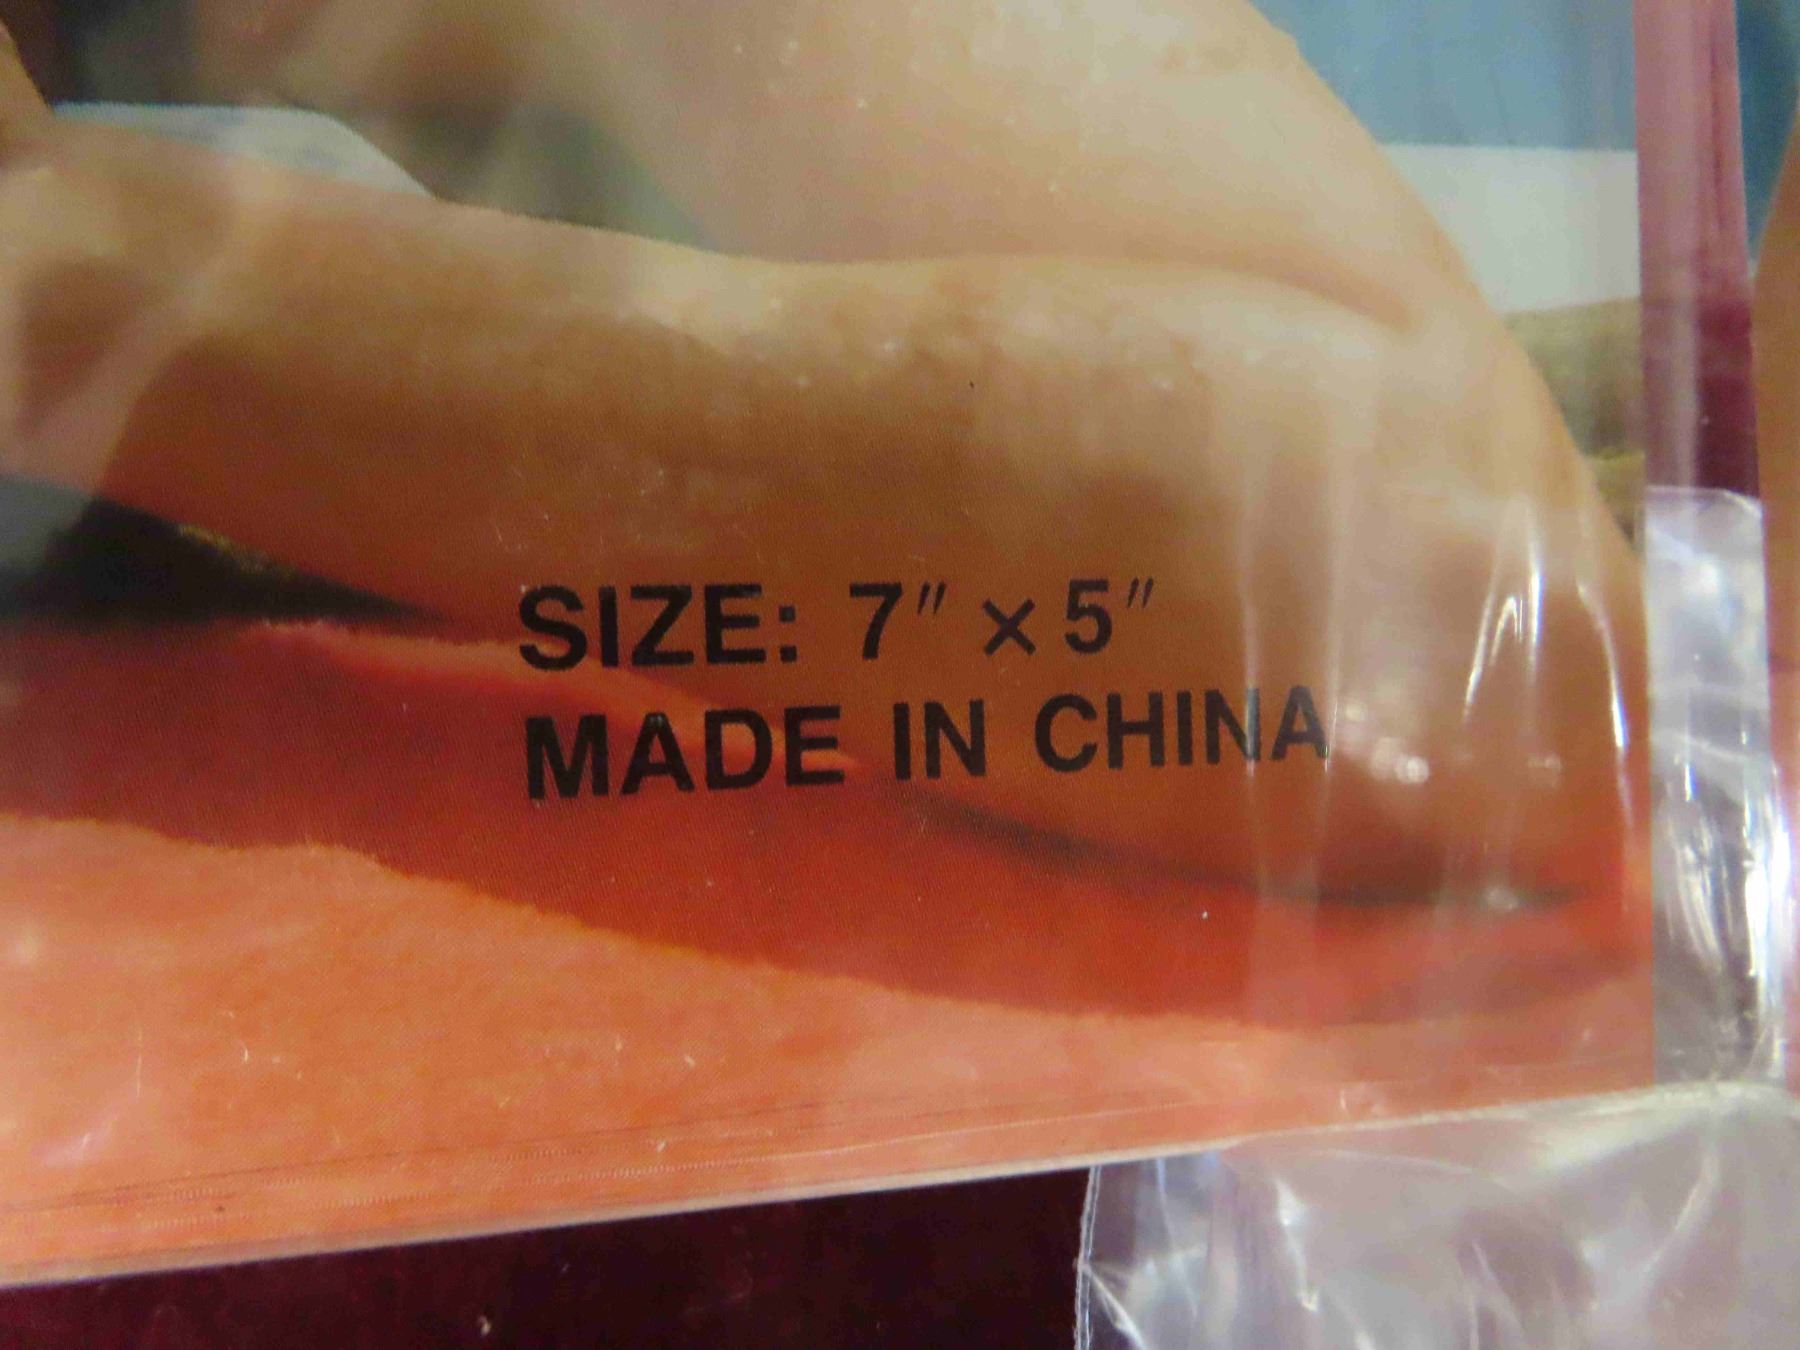 SIZE: 7" × 5"
MADE IN CHINA